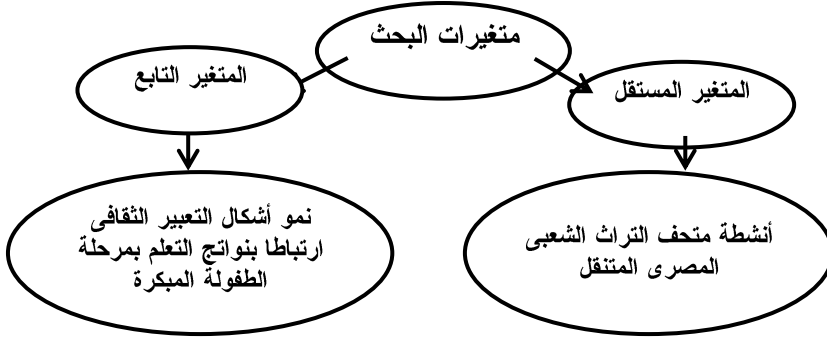 متغيرات البحث
المتغير المستقل
المتغير التابع
أنشطة متحف التراث الشعبى
المصرى المتنقل
نمو أشكال التعبير الثقافى
ارتباطا بنواتج التعلم بمرحلة
الطفولة المبكرة